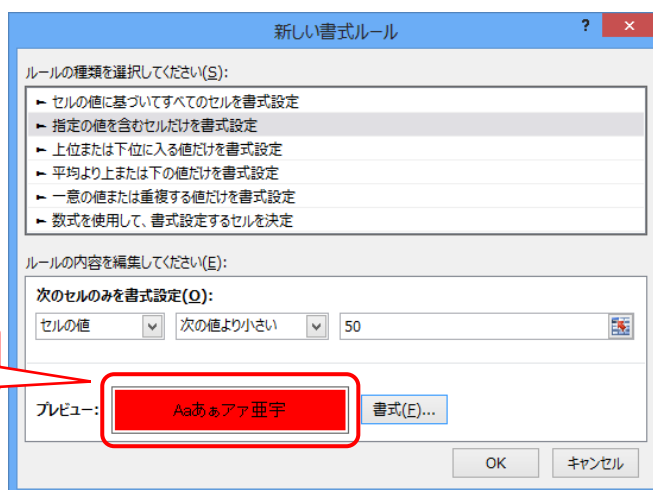 新しい書式ルール
? ×
ルールの種類を選択してください(S):
► セルの値に基づいてすべてのセルを書式設定
► 指定の値を含むセルだけを書式設定
► 上位または下位に入る値だけを書式設定
► 平均より上または下の値だけを書式設定
► 一意の値または重複する値だけを書式設定
► 数式を使用して、書式設定するセルを決定
ルールの内容を編集してください(E):
次のセルのみを書式設定(O):
セルの値 次の値より小さい 50
プレビュー: Aaあぁアァ亜宇 書式(F)...
OK キャンセル